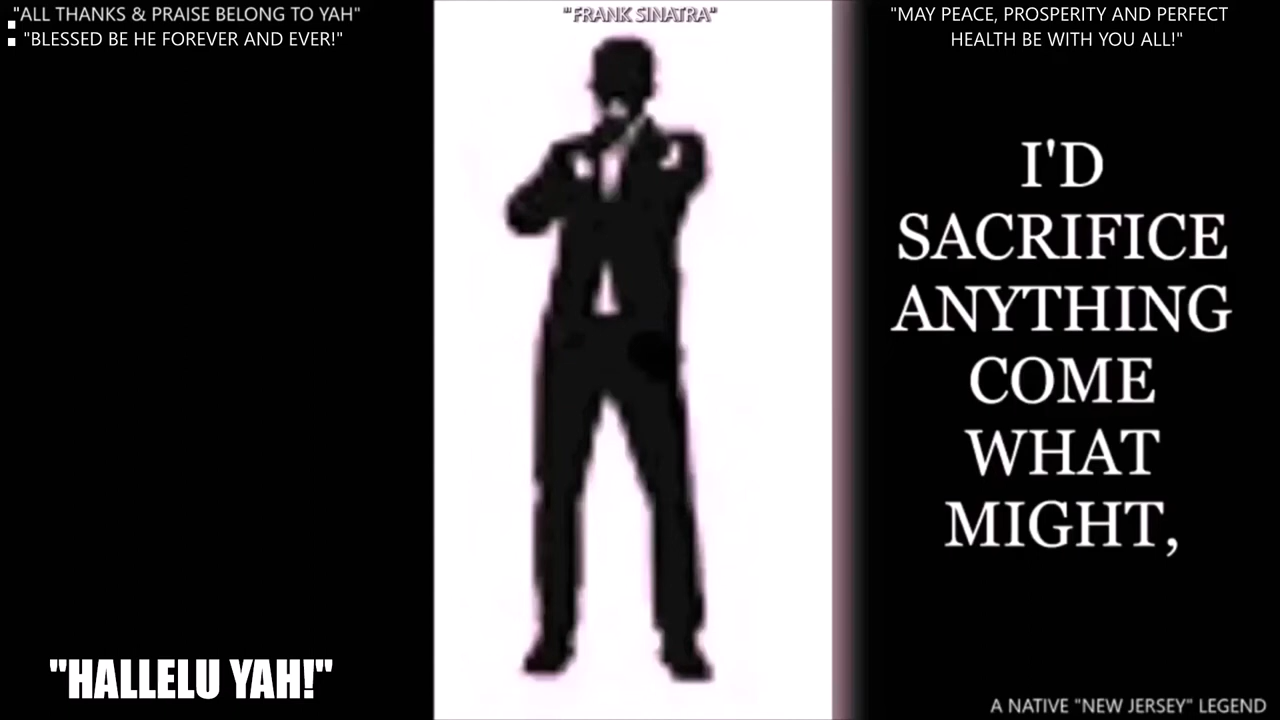 "ALL THANKS & PRAISE BELONG TO YAH"
"BLESSED BE HE FOREVER AND EVER!"
"FRANK SINATRA"
"MAY PEACE, PROSPERITY AND PERFECT
HEALTH BE WITH YOU ALL!"
I'D
SACRIFICE
ANYTHING
COME
WHAT
MIGHT,
"HALLELU YAH!"
A NATIVE "NEW JERSEY" LEGEND